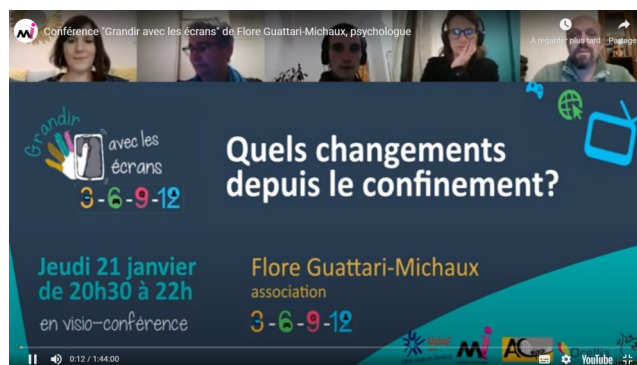 Conférence "Grandir avec les écrans" de Flore Guattari-Michaux, psychologue
À regarder plus tard
Partager
Grandir
avec les
écrans
3-6-9-12
Quels changements
depuis le confinement?
Jeudi 21 janvier
de 20h30 à 22h
en visio-conférence
Flore Guattari-Michaux
association
3-6-9-12
0:12 / 1:44:00
YouTube